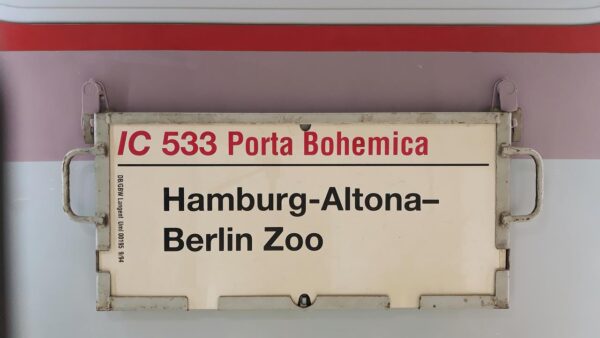 IC 533 Porta Bohemica
Hamburg-Altona–
Berlin Zoo